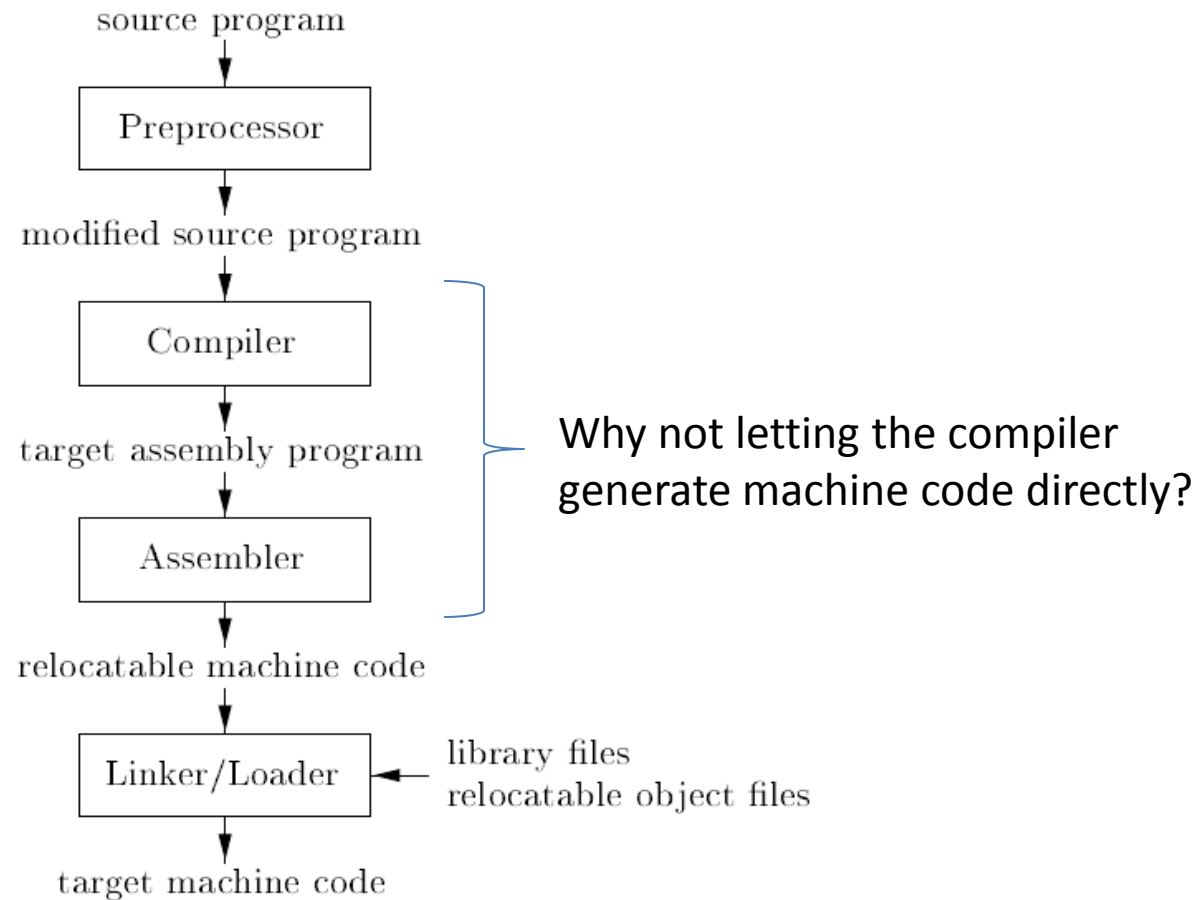 source program
Preprocessor
modified source program
Compiler
target assembly program
Why not letting the compiler
generate machine code directly?
Assembler
relocatable machine code
Linker/Loader
library files
relocatable object files
target machine code